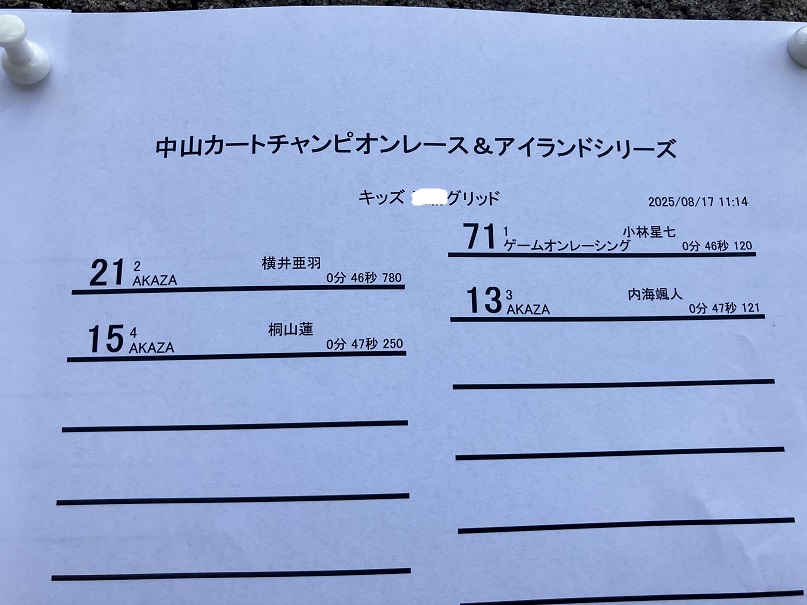 中山カートチャンピオンレース&アイランドシリーズ
キッズ グリッド
2025/08/17 11:14
71 1 小林星七
ゲームオンレーシング 0分 46秒 120
21 2 横井亜羽
AKAZA 0分 46秒 780
13 3 内海颯人
AKAZA 0分 47秒 121
15 4 桐山蓮
AKAZA 0分 47秒 250